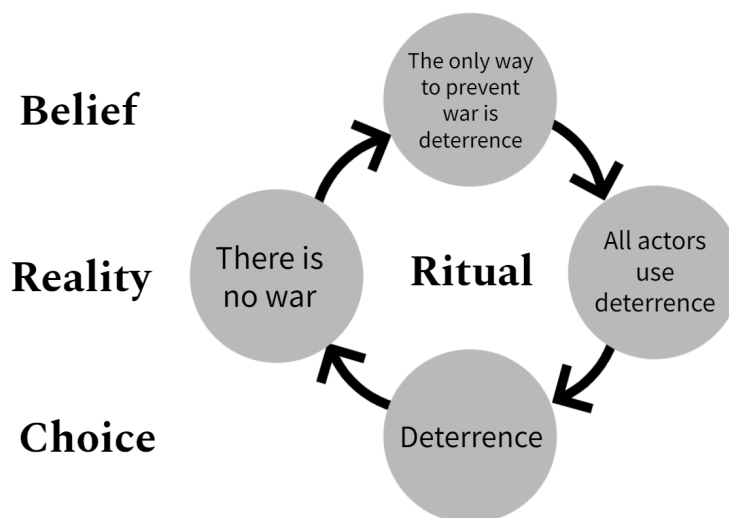 The only way
to prevent
war is
deterrence
Belief
All actors
use
deterrence
Ritual
There is
no war
Reality
Deterrence
Choice